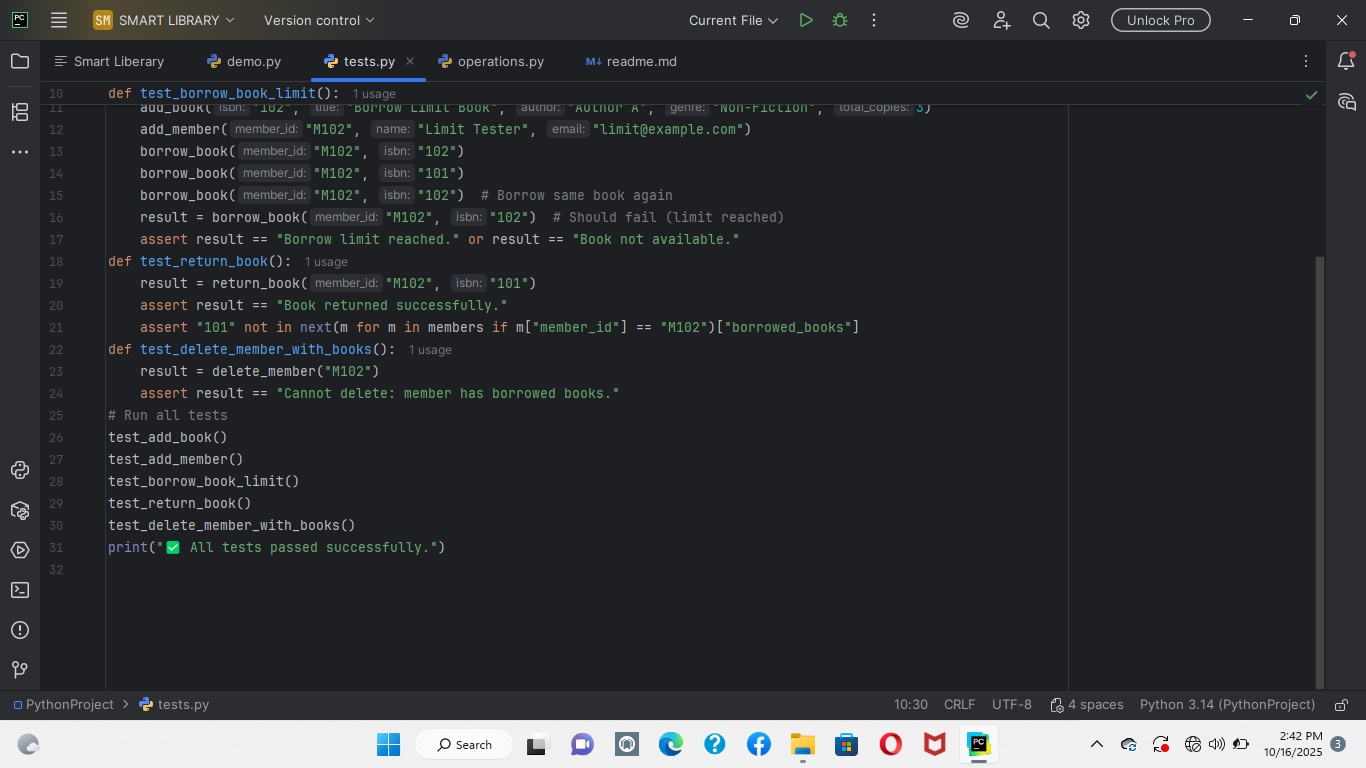 PC
SM SMART LIBRARY
Version control
Current File
Unlock Pro
Smart Liberary
demo.py
tests.py
operations.py
M↓ readme.md
10 def test_borrow_book_limit(): 1 usage
11 add_book( isbn: "102", title: "Borrow Limit Book", author: "Author A", genre: "Non-Fiction", total_copies: 3)
12 add_member( member_id: "M102", name: "Limit Tester", email: "limit@example.com")
13 borrow_book( member_id: "M102", isbn: "102")
14 borrow_book( member_id: "M102", isbn: "101")
15 borrow_book( member_id: "M102", isbn: "102") # Borrow same book again
16 result = borrow_book( member_id: "M102", isbn: "102") # Should fail (limit reached)
17 assert result == "Borrow limit reached." or result == "Book not available."
18 def test_return_book(): 1 usage
19 result = return_book( member_id: "M102", isbn: "101")
20 assert result == "Book returned successfully."
21 assert "101" not in next(m for m in members if m["member_id"] == "M102")["borrowed_books"]
22 def test_delete_member_with_books(): 1 usage
23 result = delete_member("M102")
24 assert result == "Cannot delete: member has borrowed books."
25 # Run all tests
26 test_add_book()
27 test_add_member()
28 test_borrow_book_limit()
29 test_return_book()
30 test_delete_member_with_books()
31 print("✅ All tests passed successfully.")
32
PythonProject > tests.py
10:30 CRLF UTF-8 4 spaces Python 3.14 (PythonProject)
Search
PC
2:42 PM
10/16/2025
3